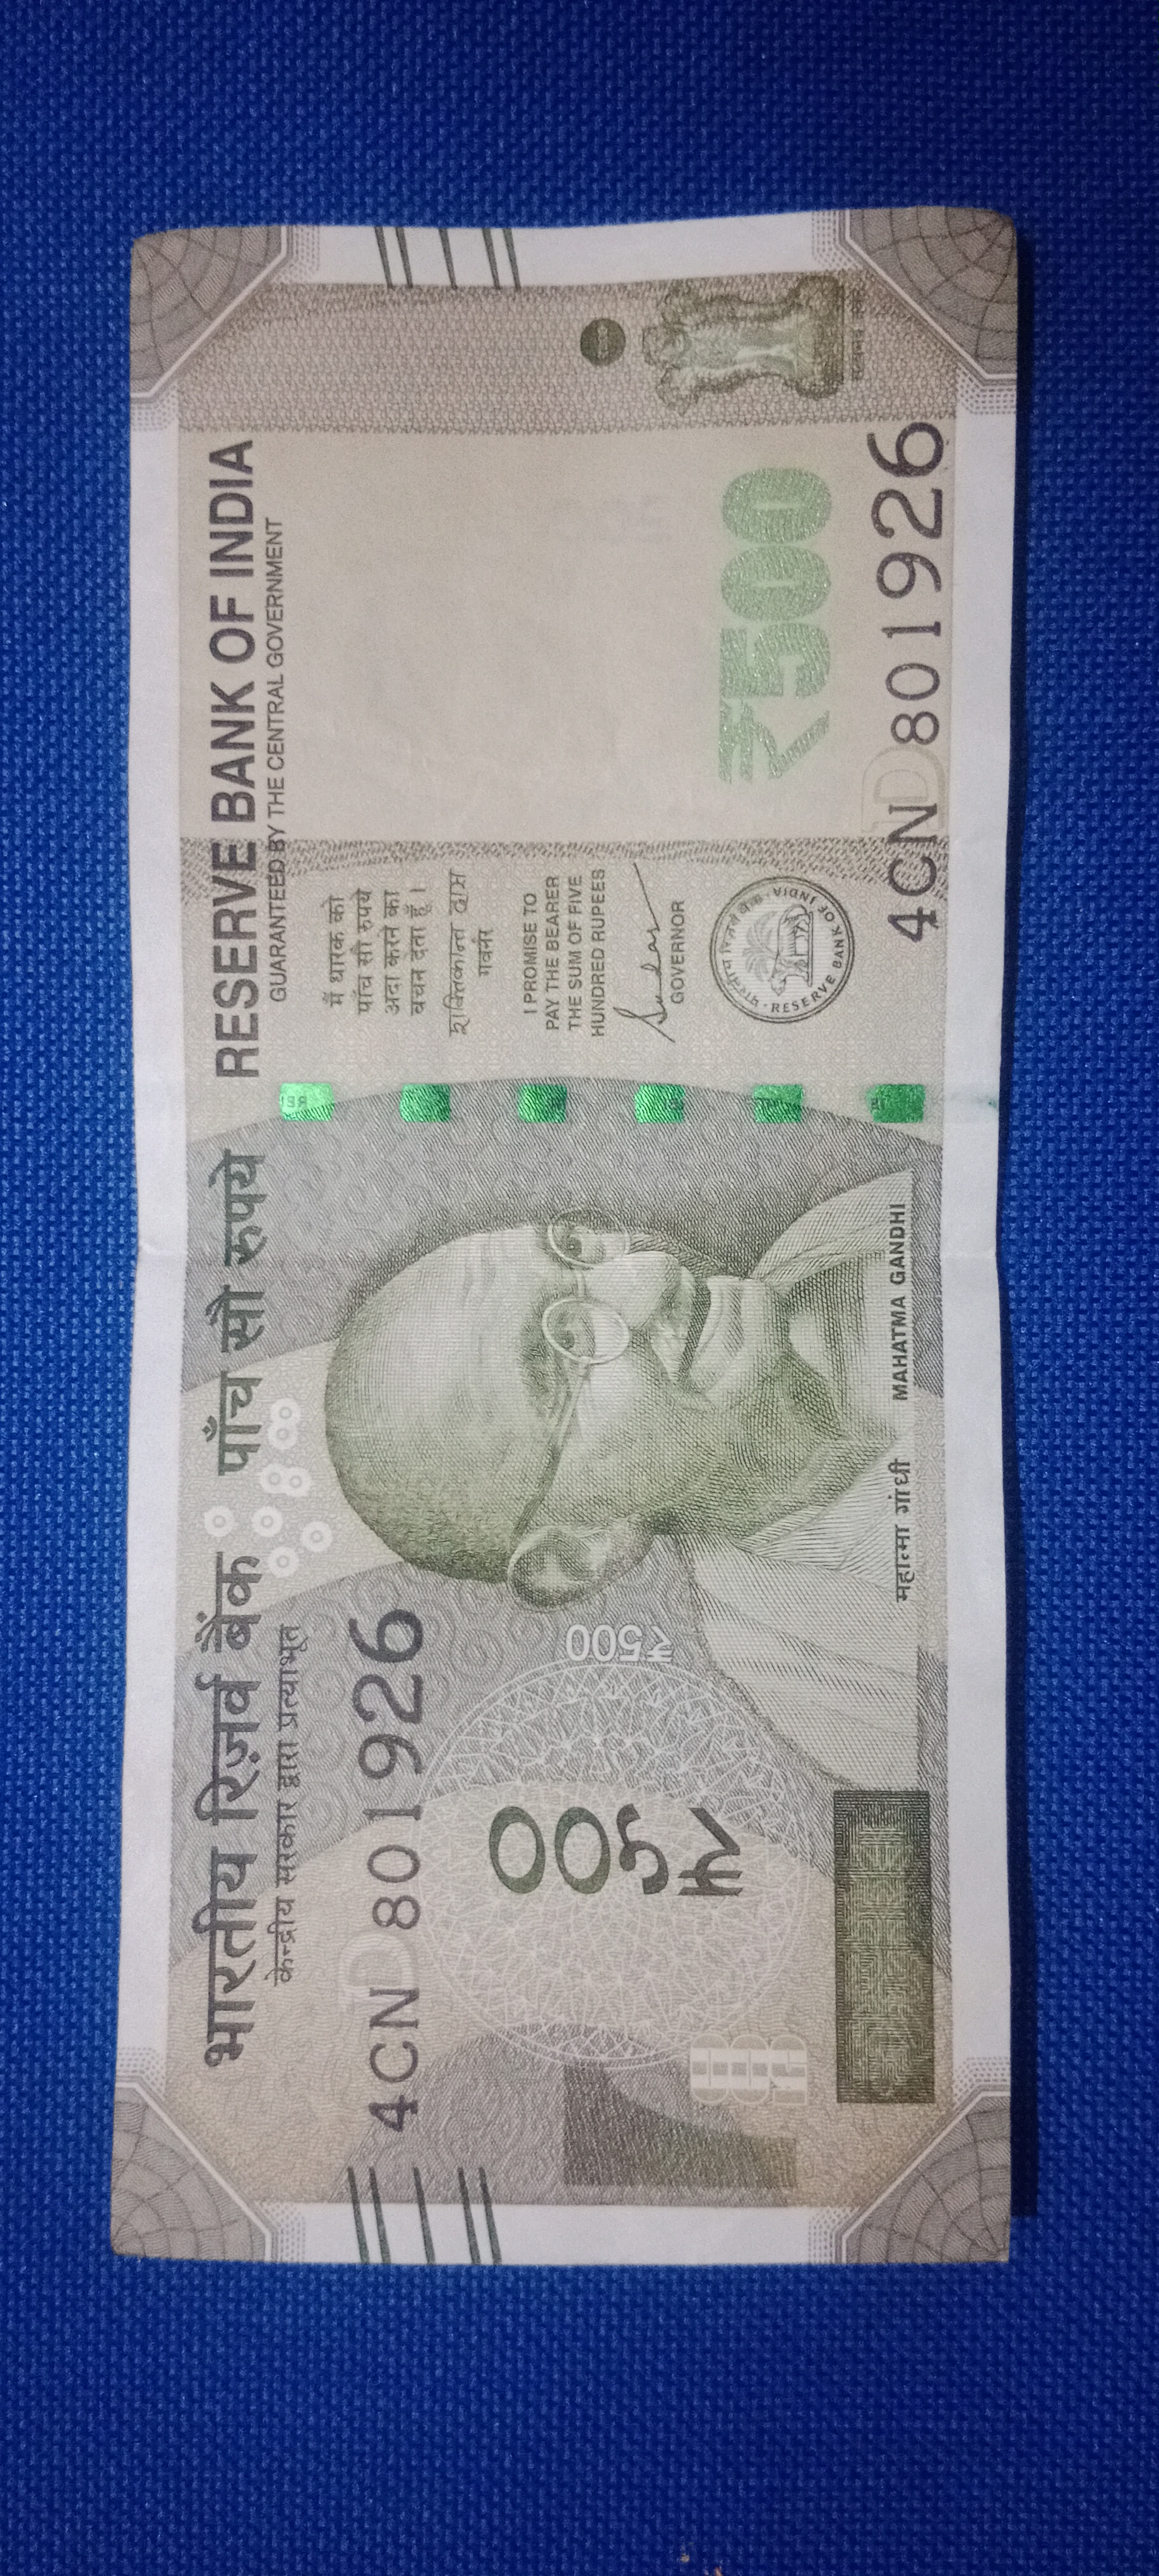 भारतीय रिज़र्व बैंक पाँच सौ रुपये RESERVE BANK OF INDIA
केन्द्रीय सरकार द्वारा प्रत्याभूत
GUARANTEED BY THE CENTRAL GOVERNMENT
4CN 801926
₹५००
₹500
मैं धारक को
पाँच सौ रुपये
अदा करने का
वचन देता हूँ।
शक्तिकान्त दास
गवर्नर
I PROMISE TO
PAY THE BEARER
THE SUM OF FIVE
HUNDRED RUPEES
GOVERNOR
RESERVE BANK OF INDIA
₹500
4CN 801926
महात्मा गांधी MAHATMA GANDHI